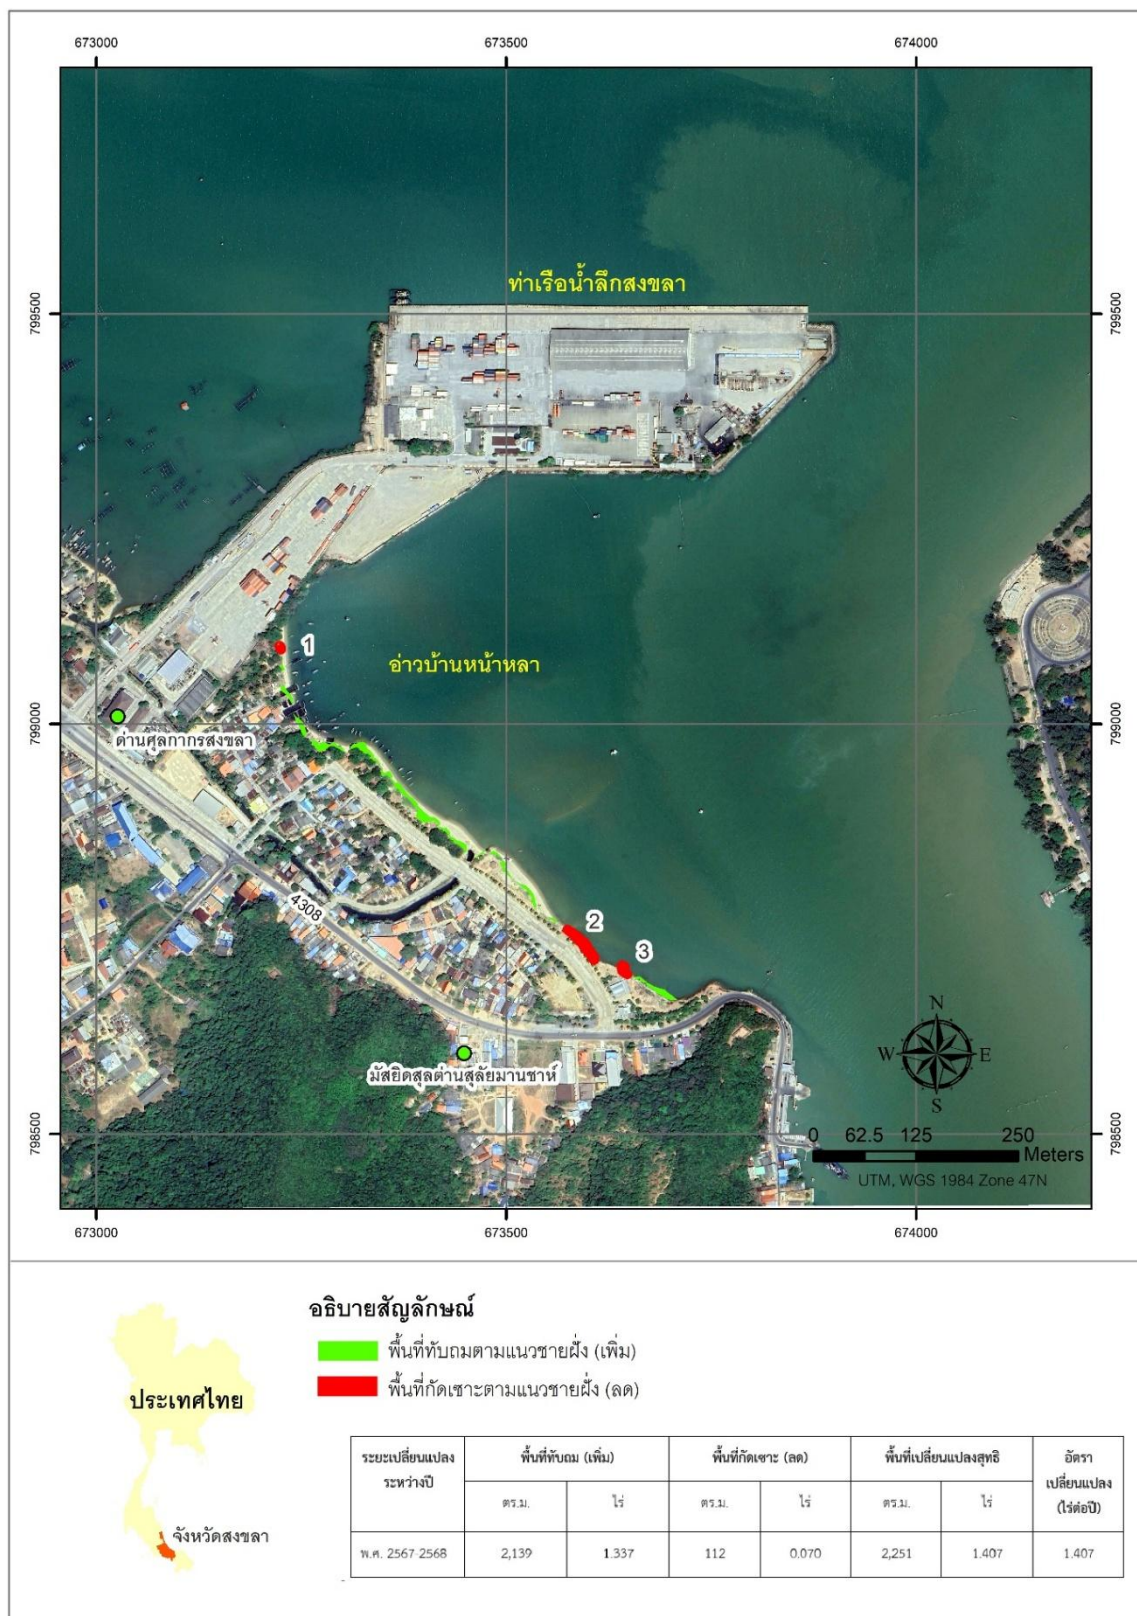 673000 673500 674000
ท่าเรือน้ำลึกสงขลา
799500 799500
1
อ่าวบ้านหน้าหลา
799000 799000
ด่านศุลกากรสงขลา
4308
2
3
N
W E
S
มัสยิดสุลต่านสุลัยมานชาห์
798500 798500
0 62.5 125 250
Meters
UTM, WGS 1984 Zone 47N
673000 673500 674000
อธิบายสัญลักษณ์
พื้นที่ทับถมตามแนวชายฝั่ง (เพิ่ม)
พื้นที่กัดเซาะตามแนวชายฝั่ง (ลด)
ประเทศไทย
จังหวัดสงขลา
ระยะเปลี่ยนแปลง พื้นที่ทับถม (เพิ่ม) พื้นที่กัดเซาะ (ลด) พื้นที่เปลี่ยนแปลงสุทธิ อัตรา
ระหว่างปี เปลี่ยนแปลง
ตร.ม. ไร่ ตร.ม. ไร่ ตร.ม. ไร่ (ไร่ต่อปี)
พ.ศ. 2567-2568 2,139 1.337 112 0.070 2,251 1.407 1.407